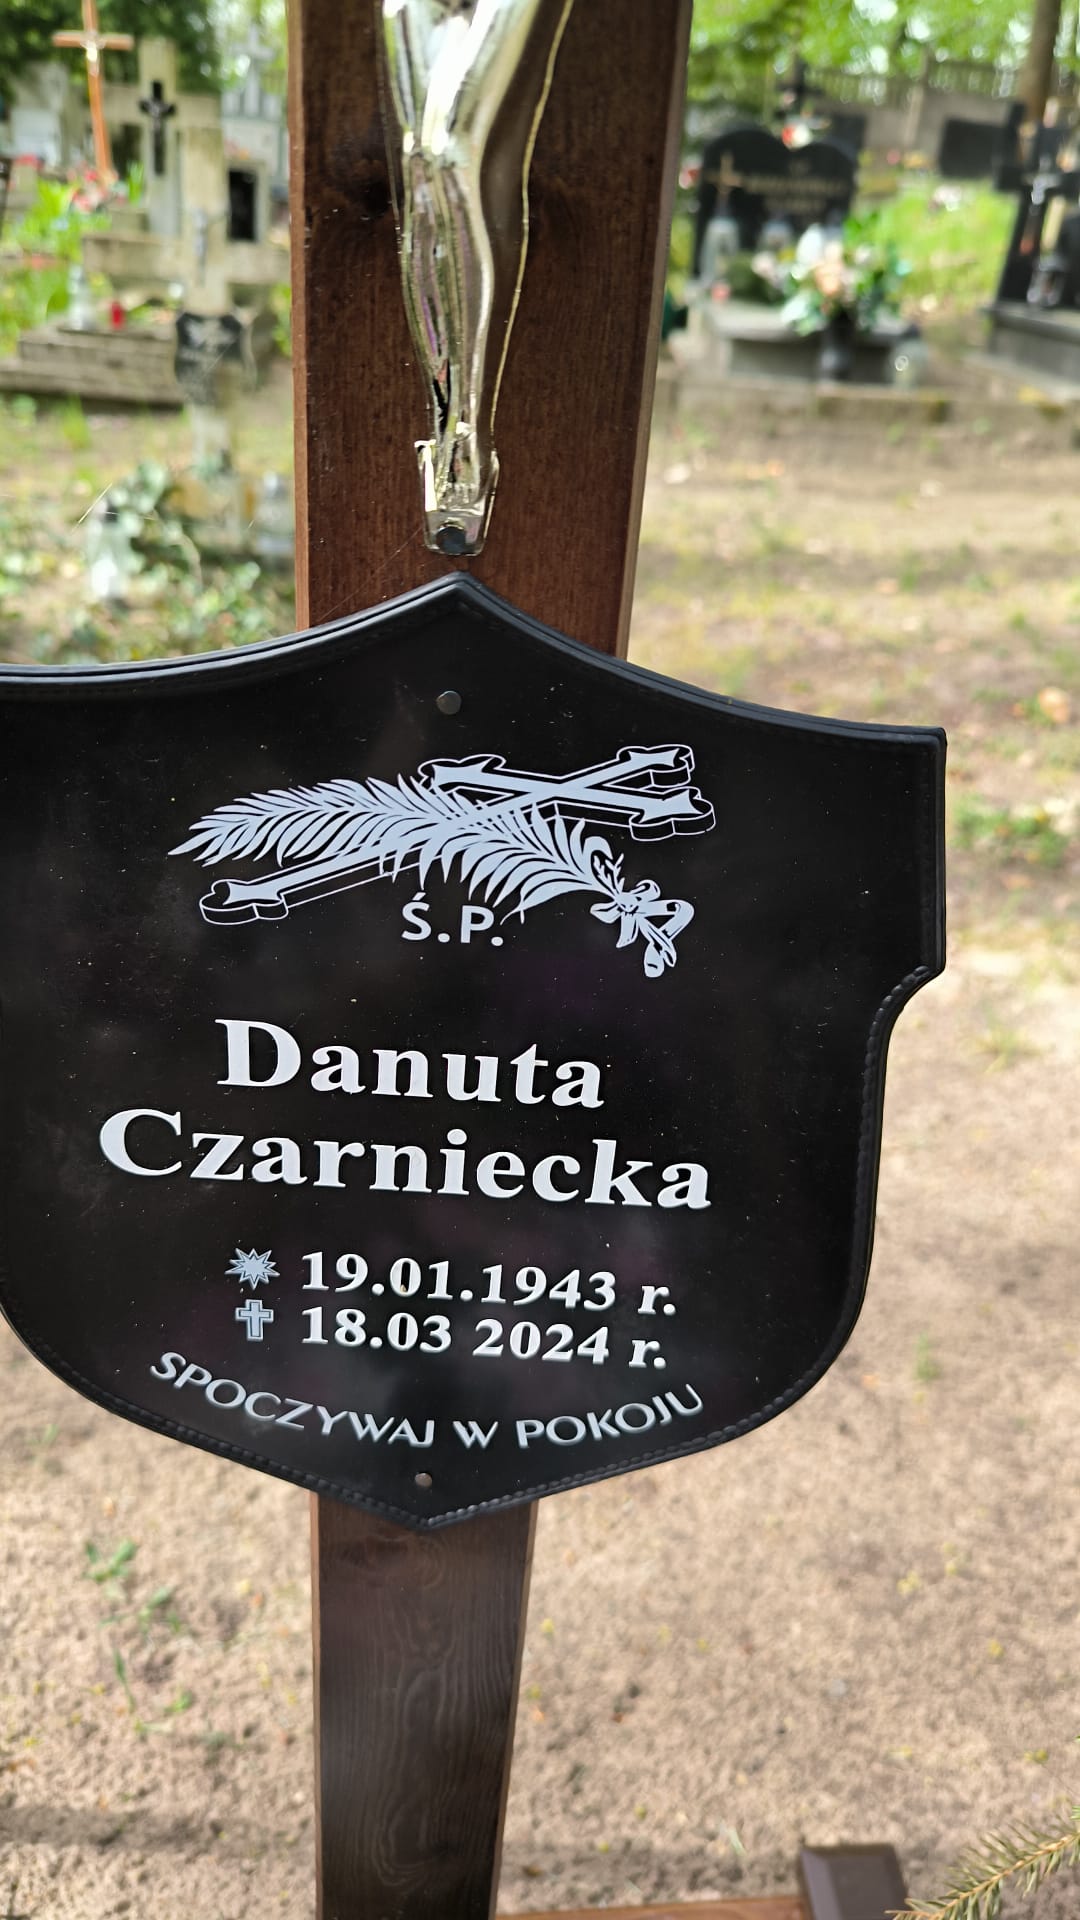 Ś.P.
Danuta
Czarniecka
19.01.1943 r.
18.03 2024 r.
SPOCZYWAJ W POKOJU